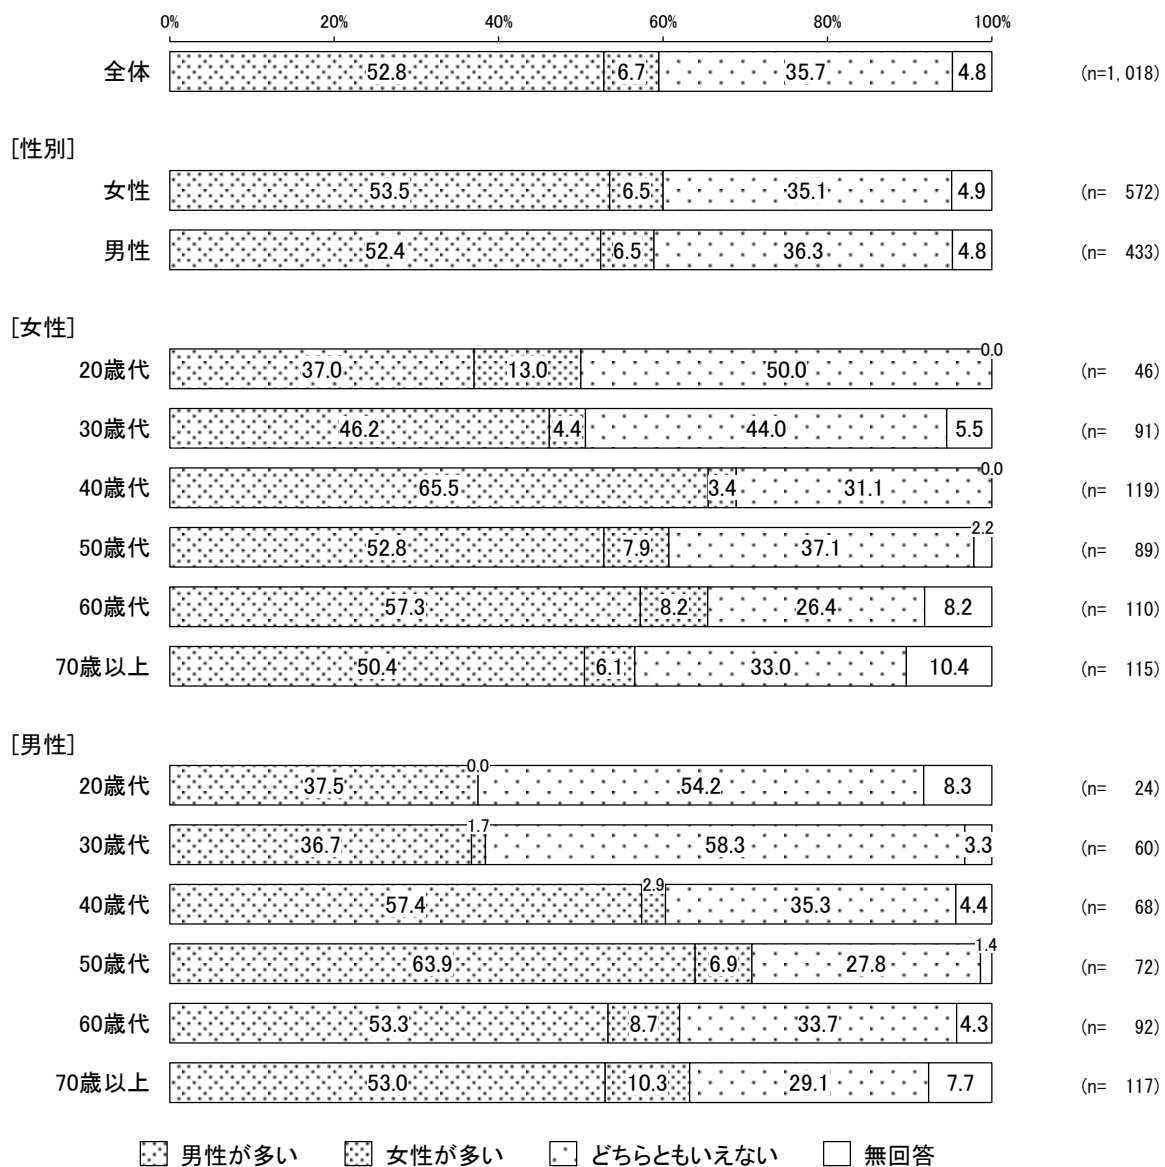 0% 20% 40% 60% 80% 100%
全体 52.8 6.7 35.7 4.8 (n=1,018)
[性別]
女性 53.5 6.5 35.1 4.9 (n= 572)
男性 52.4 6.5 36.3 4.8 (n= 433)
[女性]
20歳代 37.0 13.0 50.0 0.0 (n= 46)
30歳代 46.2 4.4 44.0 5.5 (n= 91)
40歳代 65.5 3.4 31.1 0.0 (n= 119)
50歳代 52.8 7.9 37.1 2.2 (n= 89)
60歳代 57.3 8.2 26.4 8.2 (n= 110)
70歳以上 50.4 6.1 33.0 10.4 (n= 115)
[男性]
20歳代 37.5 0.0 54.2 8.3 (n= 24)
30歳代 36.7 1.7 58.3 3.3 (n= 60)
40歳代 57.4 2.9 35.3 4.4 (n= 68)
50歳代 63.9 6.9 27.8 1.4 (n= 72)
60歳代 53.3 8.7 33.7 4.3 (n= 92)
70歳以上 53.0 10.3 29.1 7.7 (n= 117)
男性が多い 女性が多い どちらともいえない 無回答